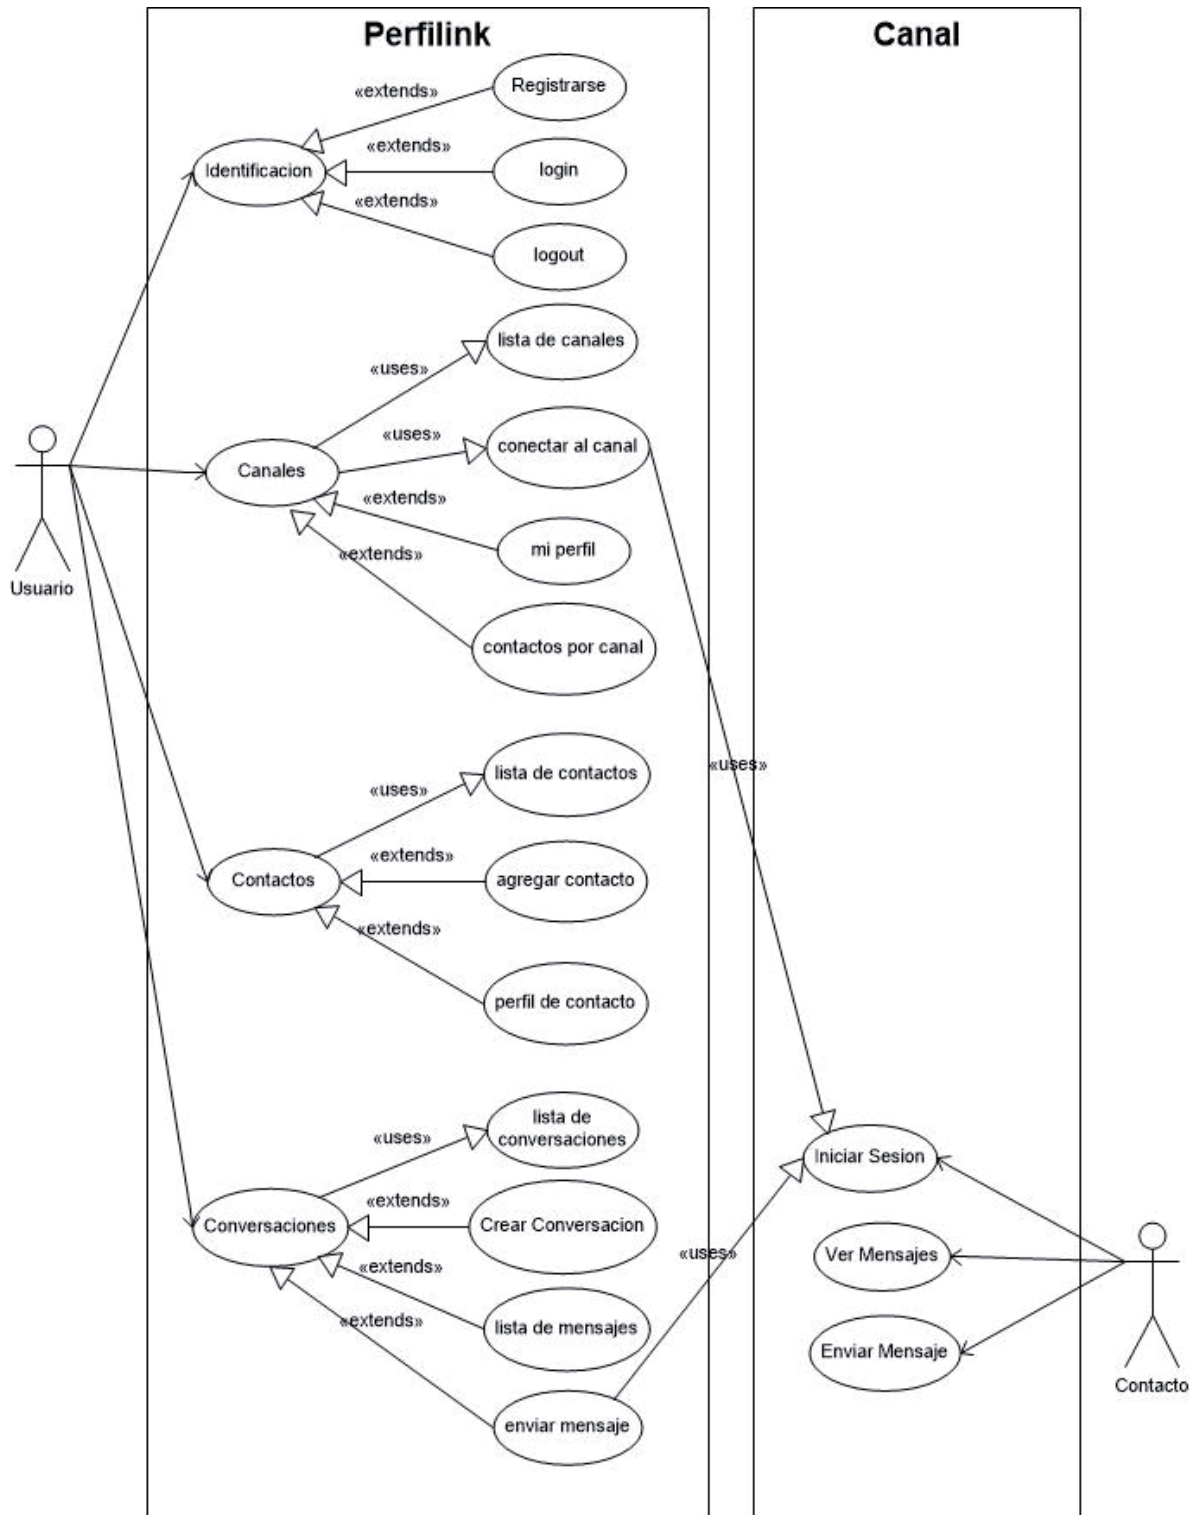 Perfilink
Canal
«extends»
Registrarse
«extends»
Identificacion
login
«extends»
logout
lista de canales
«uses»
«uses»
conectar al canal
Canales
«extends»
mi perfil
«extends»
Usuario
contactos por canal
«uses»
lista de contactos
«uses»
«extends»
Contactos
agregar contacto
«extends»
perfil de contacto
lista de
conversaciones
«uses»
Iniciar Sesion
«extends»
Conversaciones
Crear Conversacion
«uses»
Ver Mensajes
«extends»
lista de mensajes
«extends»
Enviar Mensaje
Contacto
enviar mensaje